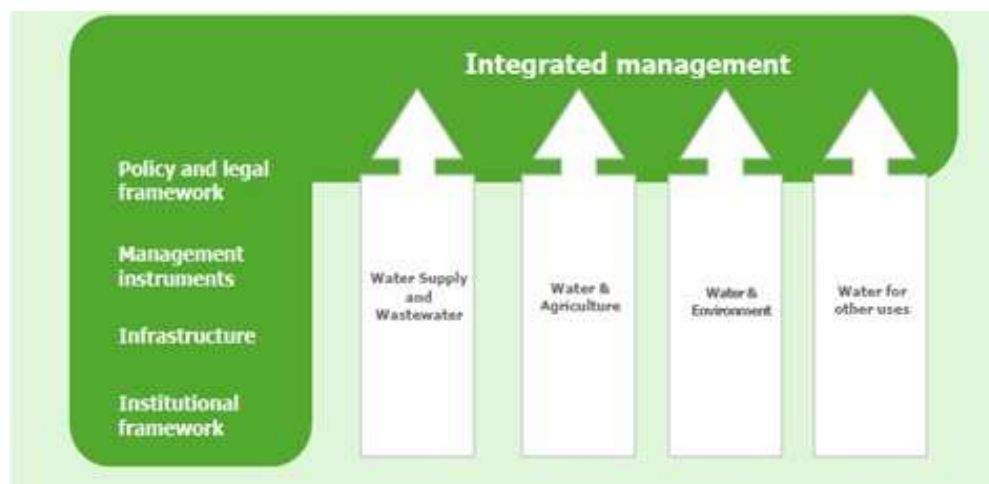 Integrated management
Policy and legal
framework
Management
instruments
Infrastructure
Institutional
framework
Water Supply
and
Wastewater
Water &
Agriculture
Water &
Environment
Water for
other uses